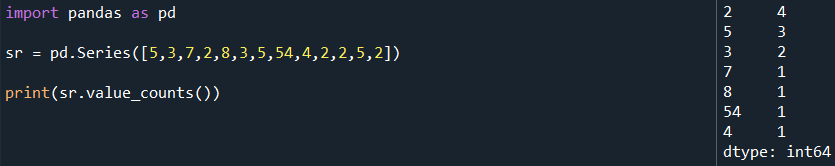 import pandas as pd
sr = pd.Series([5,3,7,2,8,3,5,54,4,2,2,5,2])
print(sr.value_counts())
2 4
5 3
3 2
7 1
8 1
54 1
4 1
dtype: int64